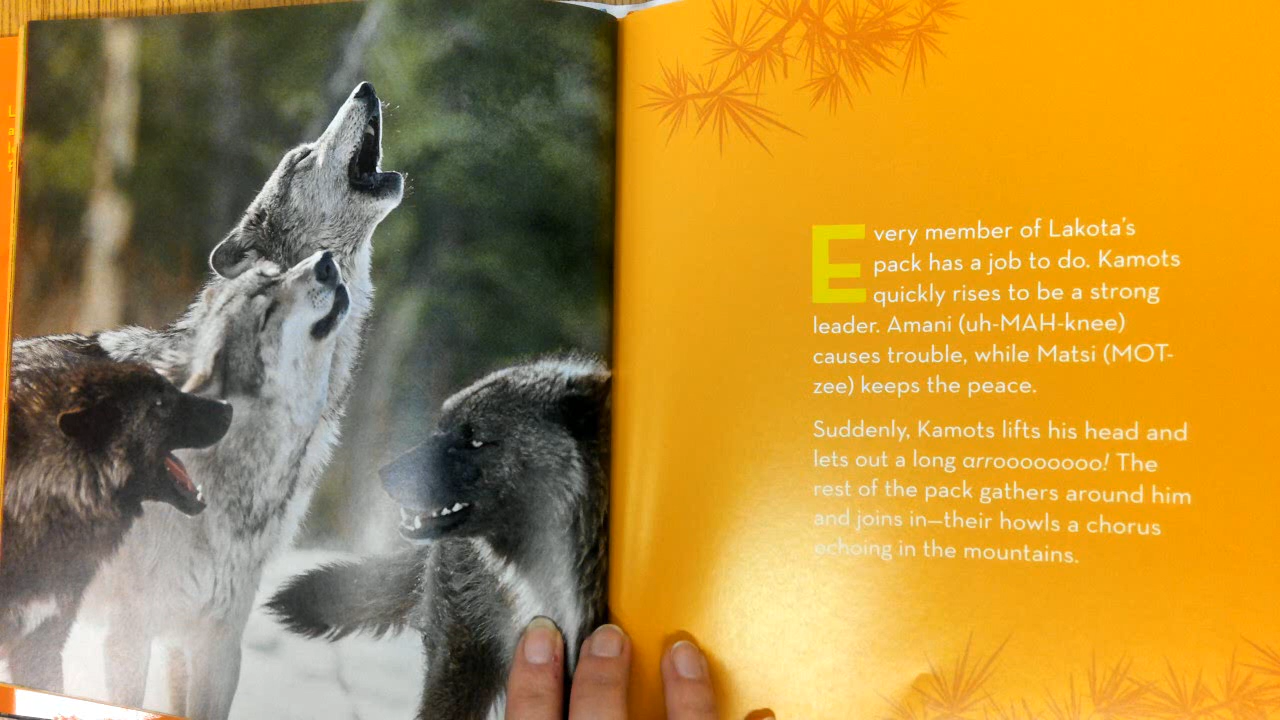 Every member of Lakota's
pack has a job to do. Kamots
quickly rises to be a strong
leader. Amani (uh-MAH-knee)
causes trouble, while Matsi (MOT-
zee) keeps the peace.
Suddenly, Kamots lifts his head and
lets out a long arroooooooo! The
rest of the pack gathers around him
and joins in—their howls a chorus
echoing in the mountains.